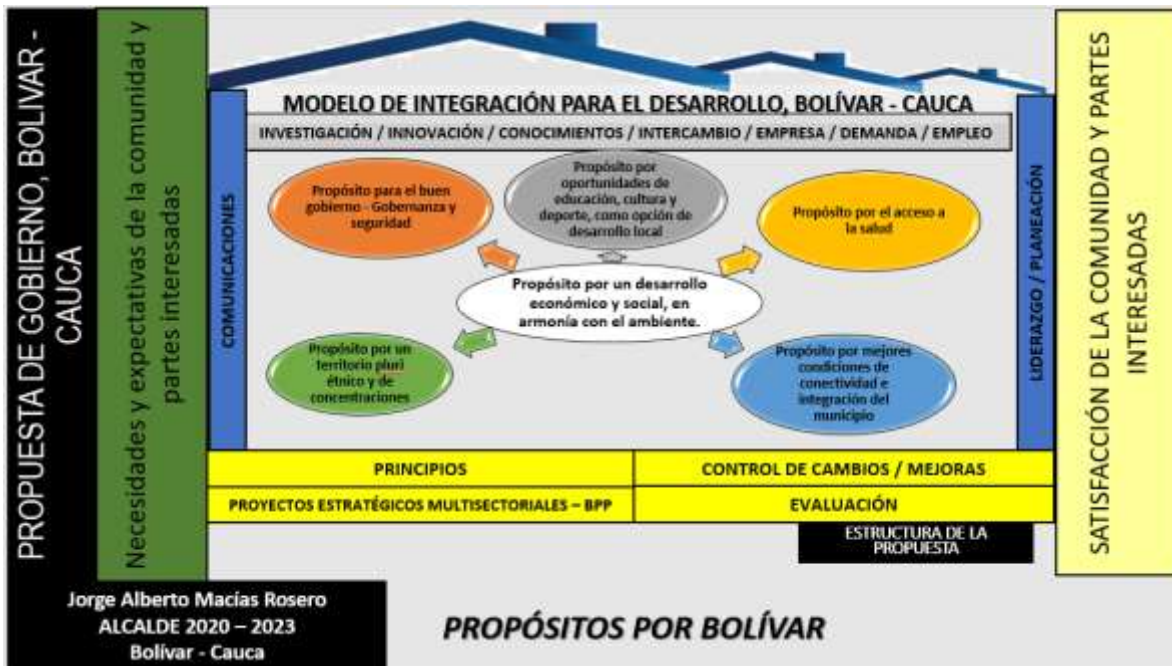 PROPUESTA DE GOBIERNO, BOLIVAR -
CAUCA
Necesidades y expectativas de la comunidad y
partes interesadas
COMUNICACIONES
MODELO DE INTEGRACIÓN PARA EL DESARROLLO, BOLÍVAR - CAUCA
INVESTIGACIÓN / INNOVACIÓN / CONOCIMIENTOS / INTERCAMBIO / EMPRESA / DEMANDA / EMPLEO
Propósito para el buen
gobierno - Gobernanza y
seguridad
Propósito por
oportunidades de
educación, cultura y
deporte, como opción de
desarrollo local
Propósito por el acceso
a la salud
Propósito por un desarrollo
económico y social, en
armonía con el ambiente.
Propósito por un
territorio pluri
étnico y de
concentraciones
Propósito por mejores
condiciones de
conectividad e
integración del
municipio
LIDERAZGO / PLANEACIÓN
SATISFACCIÓN DE LA COMUNIDAD Y PARTES
INTERESADAS
PRINCIPIOS
CONTROL DE CAMBIOS / MEJORAS
PROYECTOS ESTRATÉGICOS MULTISECTORIALES – BPP
EVALUACIÓN
ESTRUCTURA DE LA
PROPUESTA
Jorge Alberto Macías Rosero
ALCALDE 2020 – 2023
Bolívar - Cauca
PROPÓSITOS POR BOLÍVAR